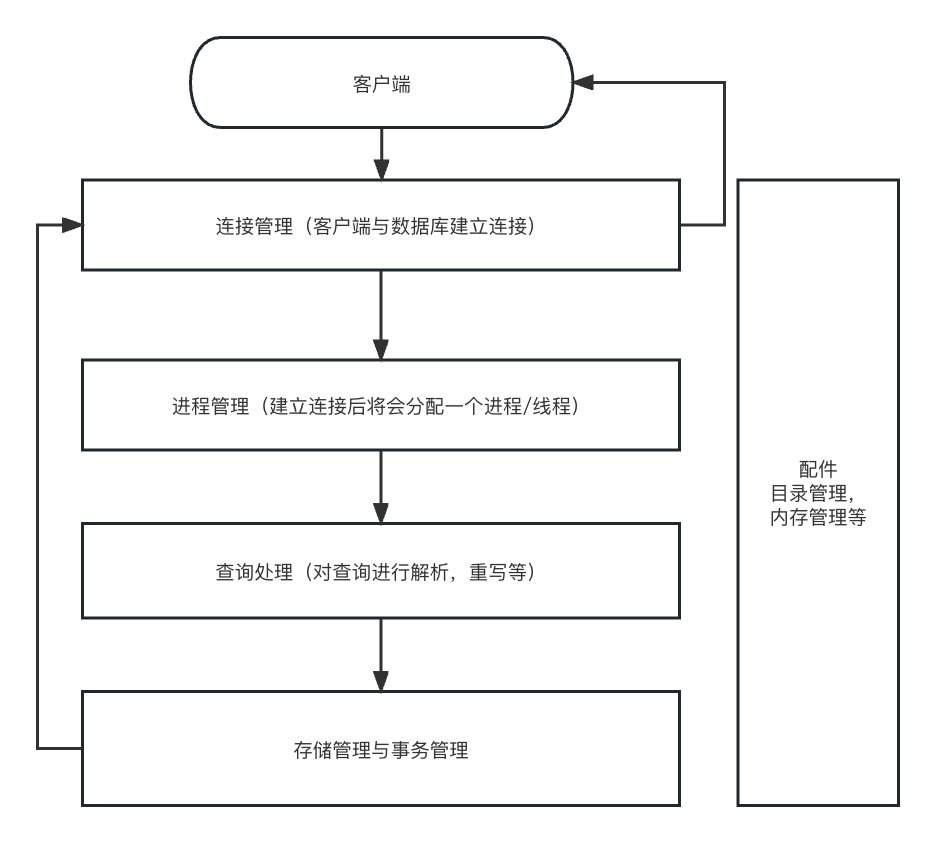 客户端
连接管理（客户端与数据库建立连接）
进程管理（建立连接后将会分配一个进程/线程）
查询处理（对查询进行解析，重写等）
存储管理与事务管理
配件
目录管理，
内存管理等